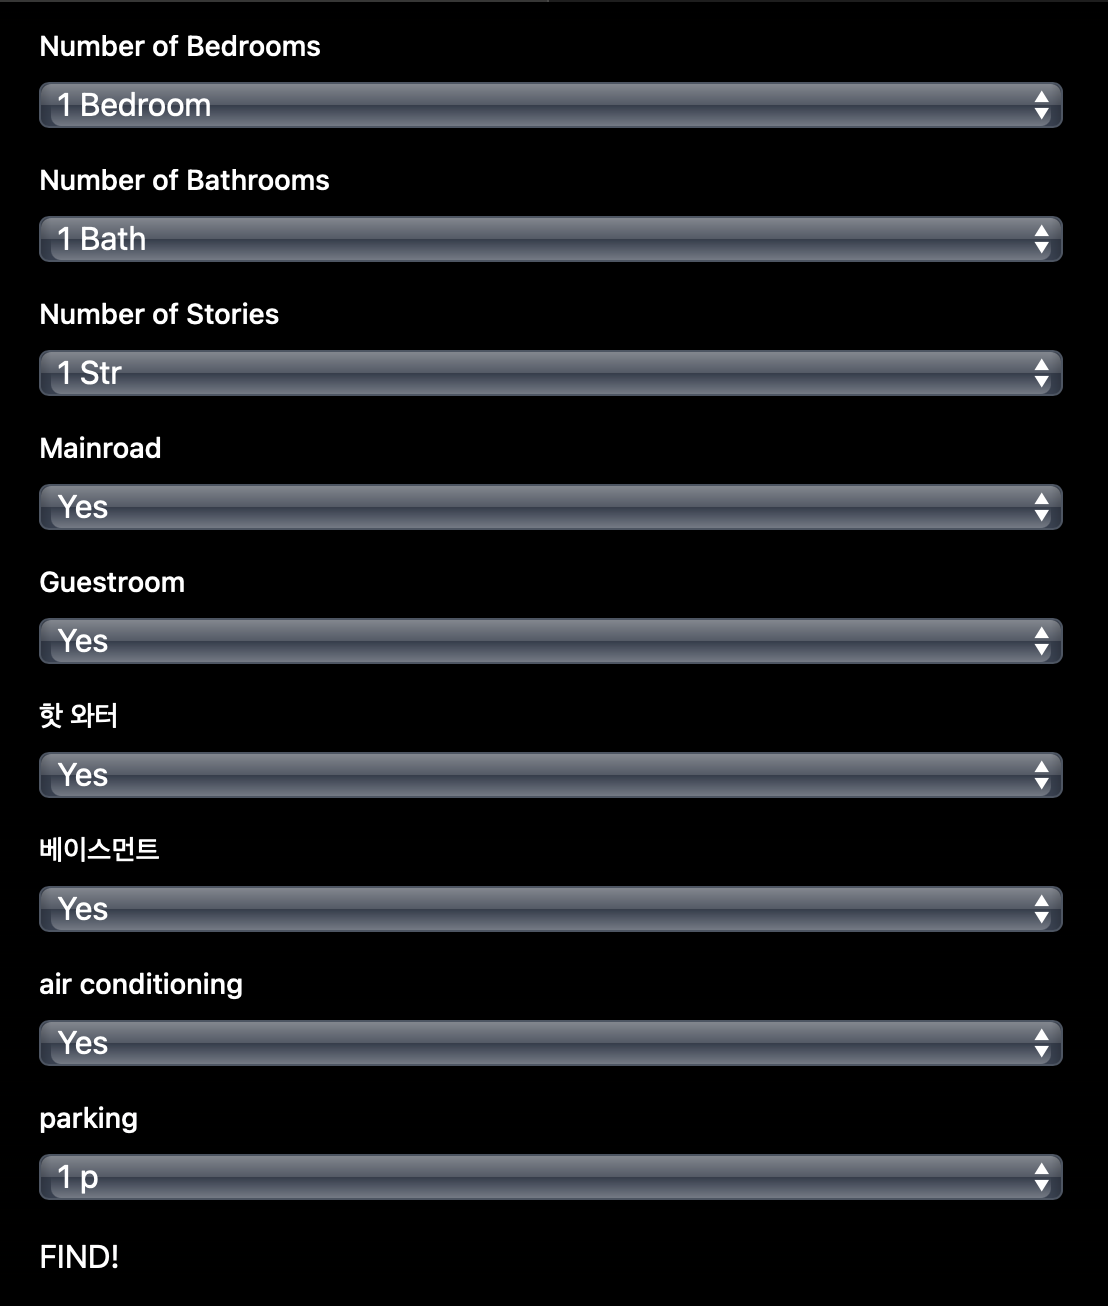 Number of Bedrooms
1 Bedroom
Number of Bathrooms
1 Bath
Number of Stories
1 Str
Mainroad
Yes
Guestroom
Yes
핫 와터
Yes
베이스먼트
Yes
air conditioning
Yes
parking
1 p
FIND!